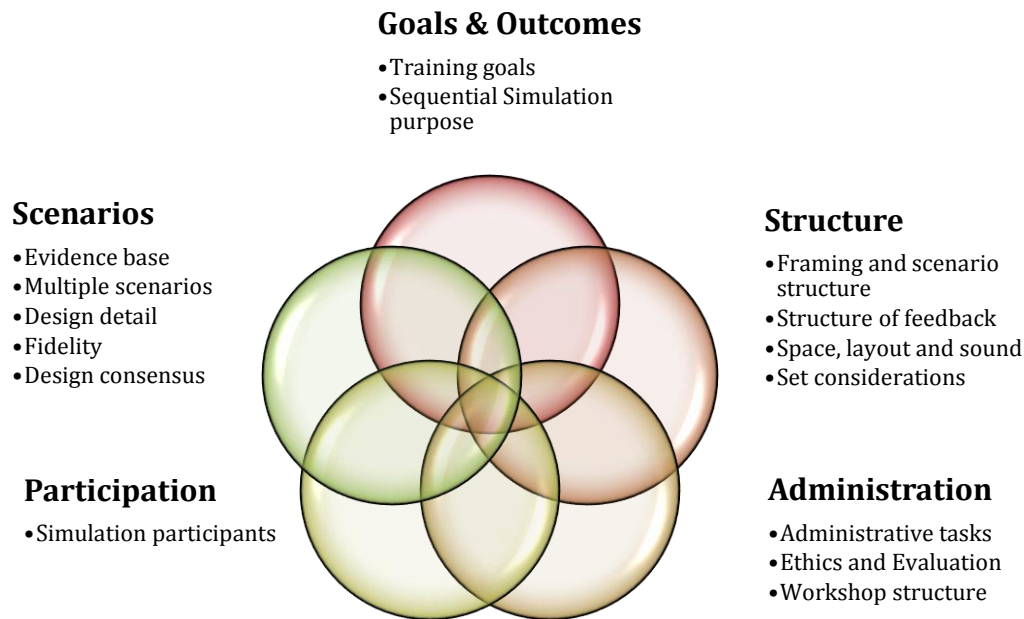 Goals & Outcomes
•Training goals
•Sequential Simulation
purpose
Scenarios
•Evidence base
•Multiple scenarios
•Design detail
•Fidelity
•Design consensus
Structure
•Framing and scenario
structure
•Structure of feedback
•Space, layout and sound
•Set considerations
Participation
•Simulation participants
Administration
•Administrative tasks
•Ethics and Evaluation
•Workshop structure